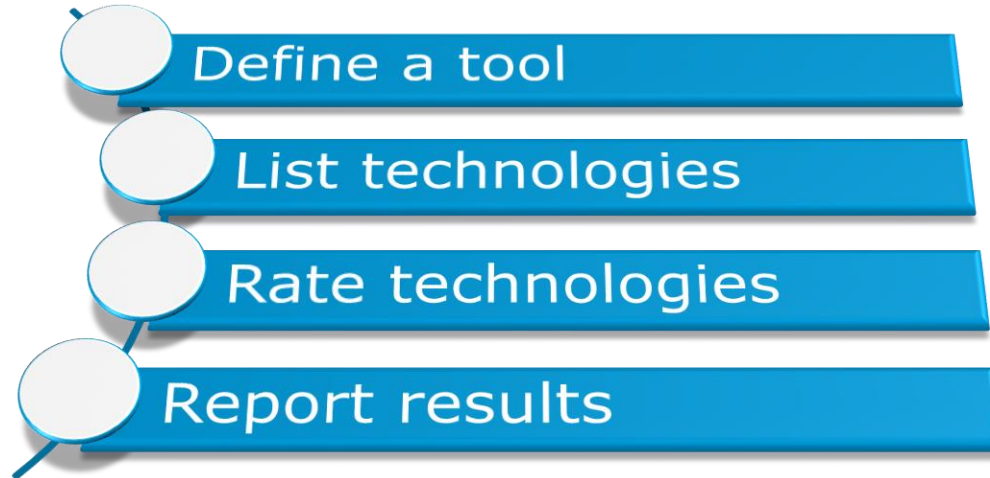 Define a tool
List technologies
Rate technologies
Report results